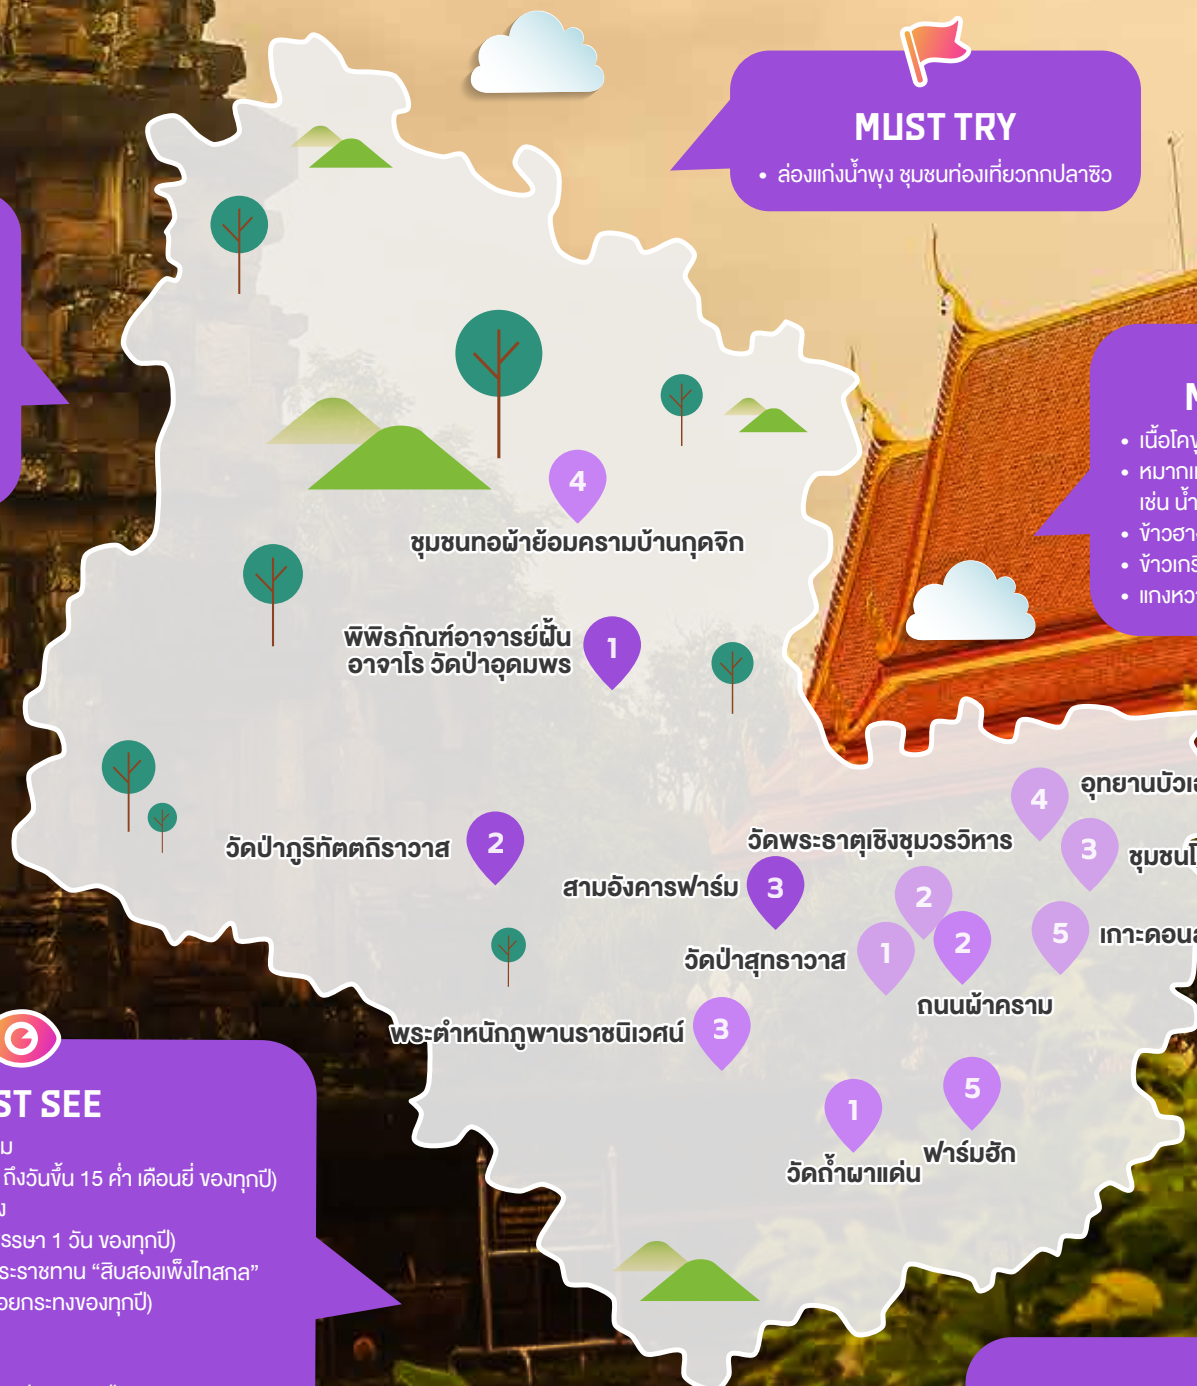 MUST TRY
• ล่องแก่งน้ำพุง ชุมชนท่องเที่ยวกกปลาซิว
• เนื้อโค
• หมาก
เช่น
• ข้าวฮาง
• ข้าวเกรี
• แกงหวา
4
ชุมชนทอผ้าย้อมครามบ้านกุดจิก
พิพิธภัณฑ์อาจารย์ฝั้น
อาจาโร วัดป่าอุดมพร
1
4
อุทยานบัว
วัดป่าภูริทัตตถิราวาส
2
วัดพระธาตุเชิงชุมวรวิหาร
3
ชุมชน
สามอังคารฟาร์ม
3
2
วัดป่าสุทธาวาส
1
2
5
เกาะดอน
ถนนผ้าคราม
พระตำหนักภูพานราชนิเวศน์
3
1
5
วัดถ้ำผาแด่น
ฟาร์มฮัก
ST SEE
ม
ถึงวันขึ้น 15 ค่ำ เดือนยี่ ของทุกปี)
ง
รรษา 1 วัน ของทุกปี)
ระราชทาน “สิบสองเพ็งไทสกล”
อยกระทงของทุกปี)